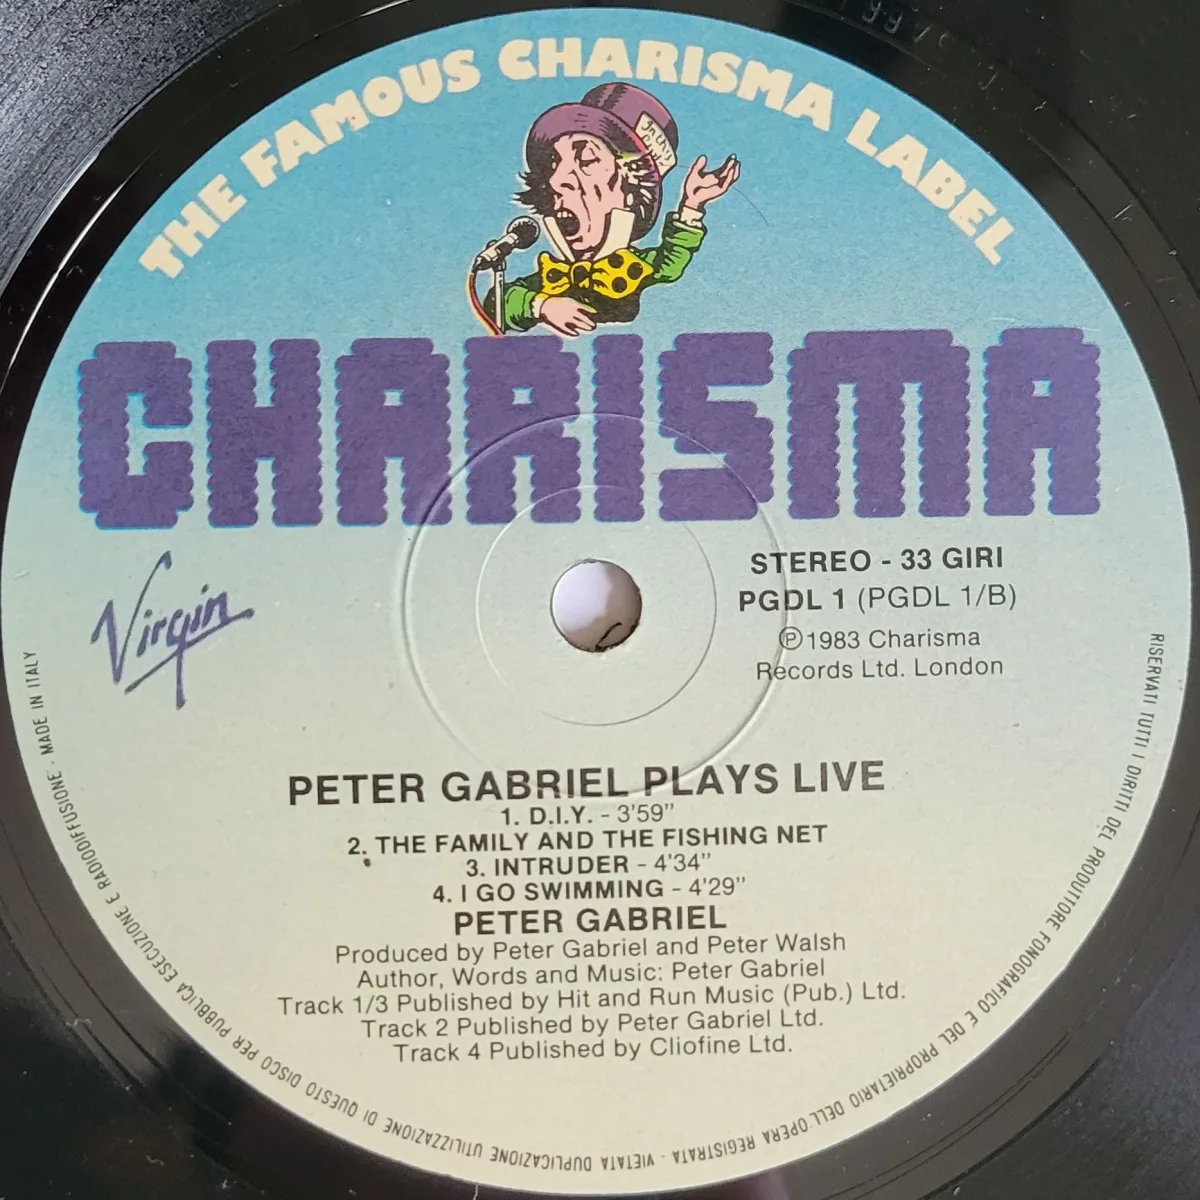 THE FAMOUS CHARISMA LABEL
CHARISMA
Virgin
STEREO - 33 GIRI
PGDL 1 (PGDL 1/B)
Ⓟ1983 Charisma
Records Ltd. London
PETER GABRIEL PLAYS LIVE
1. D.I.Y. - 3'59"
2. THE FAMILY AND THE FISHING NET
3. INTRUDER - 4'34"
4. I GO SWIMMING - 4'29"
PETER GABRIEL
Produced by Peter Gabriel and Peter Walsh
Author, Words and Music: Peter Gabriel
Track 1/3 Published by Hit and Run Music (Pub.) Ltd.
Track 2 Published by Peter Gabriel Ltd.
Track 4 Published by Cliofine Ltd.
RISERVATI TUTTI I DIRITTI DEL PRODUTTORE FONOGRAFICO E DEL PROPRIETARIO DELL'OPERA REGISTRATA - VIETATA DUPLICAZIONE UTILIZZAZIONE DI QUESTO DISCO PER PUBBLICA ESECUZIONE E RADIODIFFUSIONE - MADE IN ITALY